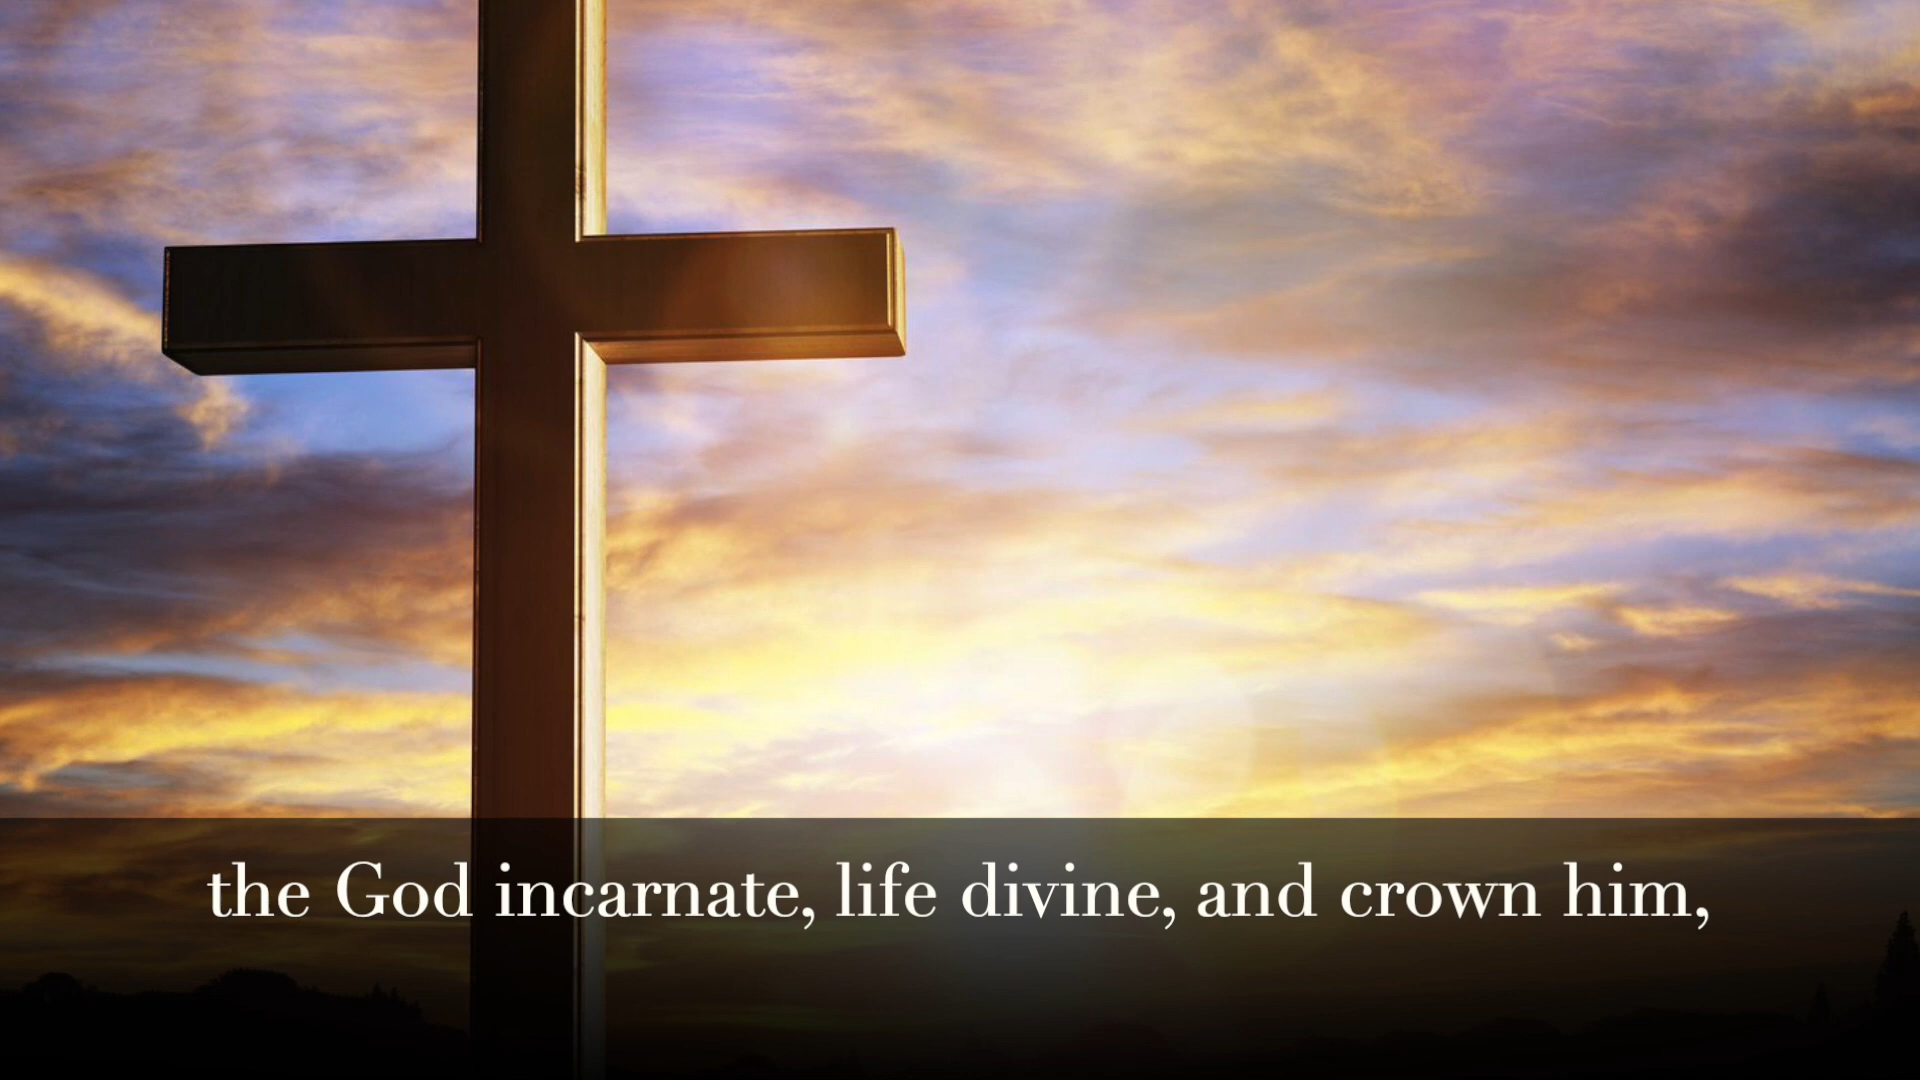 the God incarnate, life divine, and crown him,